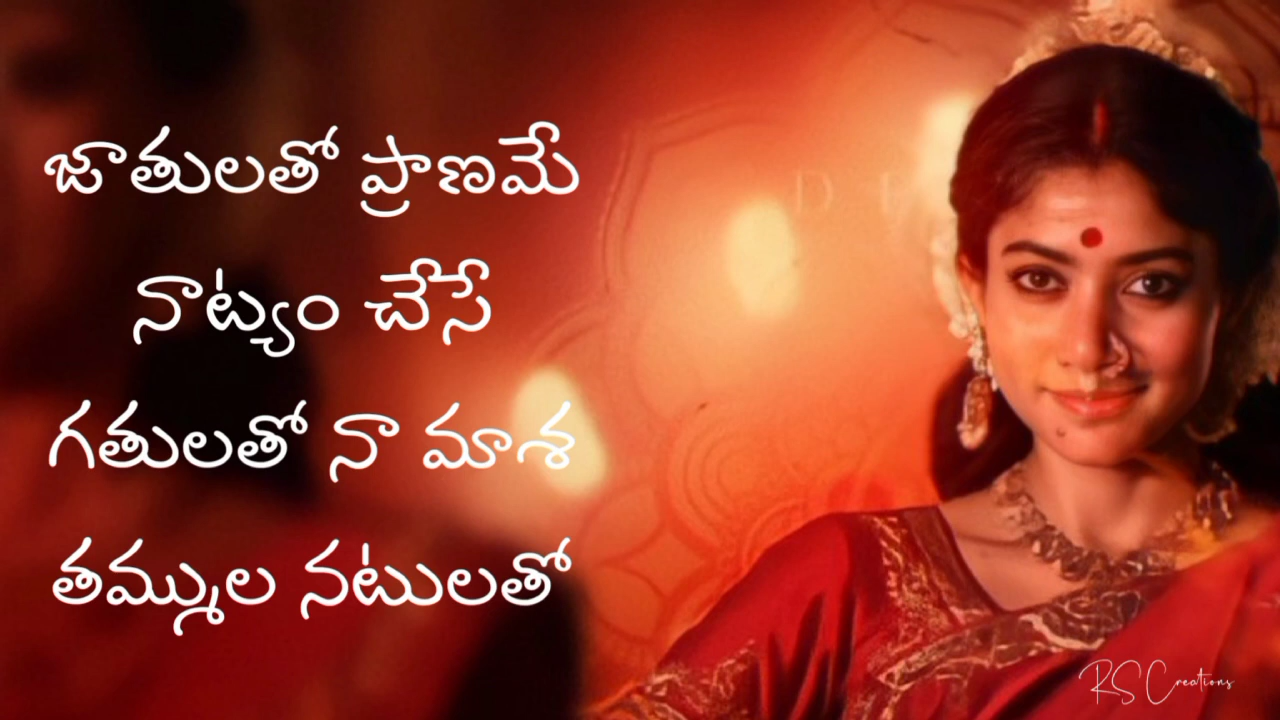 జాతులతో ప్రాణమే
నాట్యం చేసే
గతులతో నా మాశ
తమ్ముల నటులతో
RS Creations